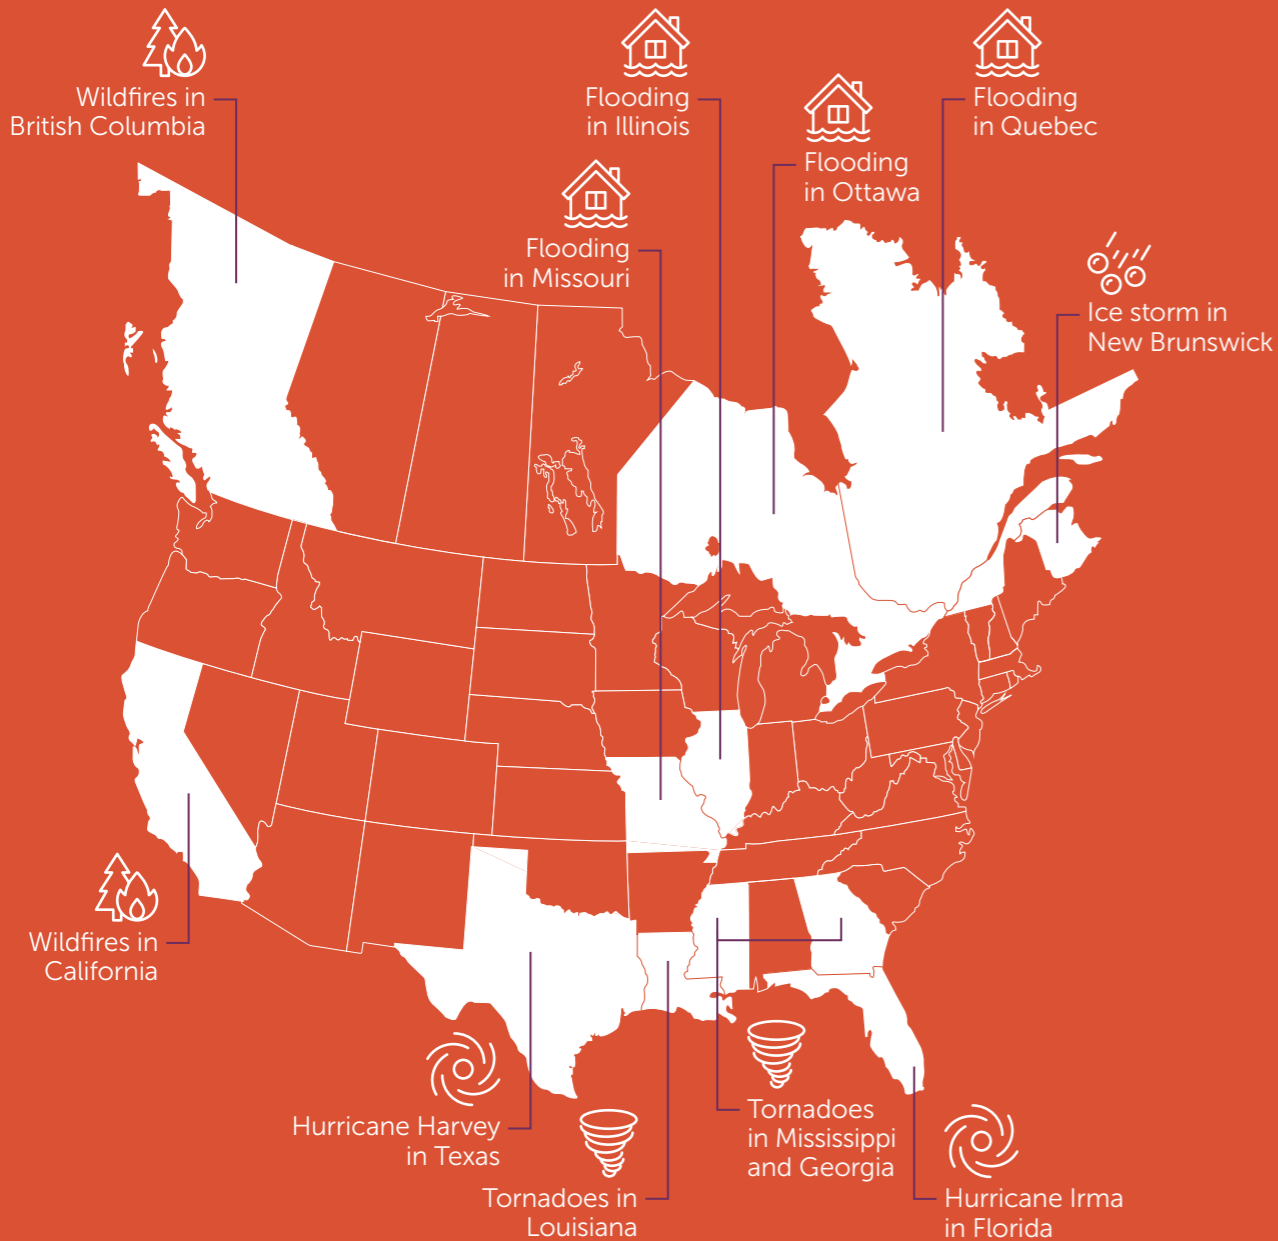 Wildfires in
British Columbia
Flooding
in Illinois
Flooding
in Quebec
Flooding
in Ottawa
Flooding
in Missouri
Ice storm in
New Brunswick
Wildfires in
California
Hurricane Harvey
in Texas
Tornadoes in
Louisiana
Tornadoes
in Mississippi
and Georgia
Hurricane Irma
in Florida